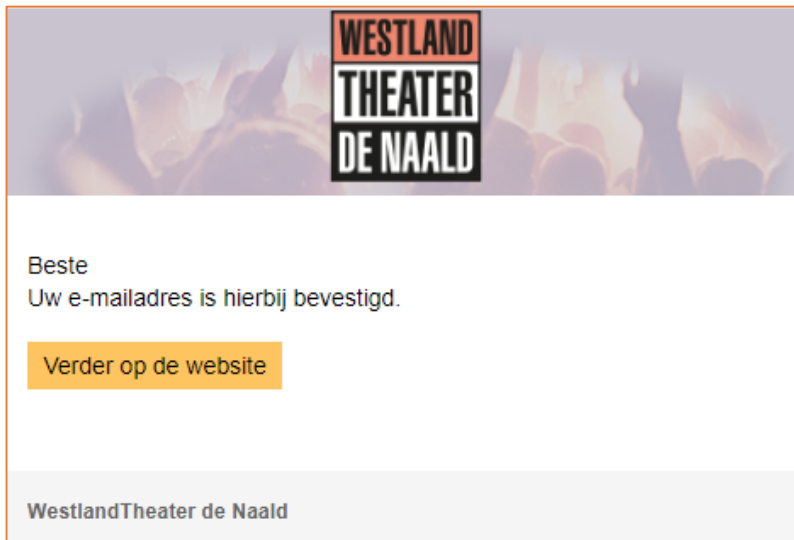 WESTLAND
THEATER
DE NAALD
Beste
Uw e-mailadres is hierbij bevestigd.
Verder op de website
WestlandTheater de Naald